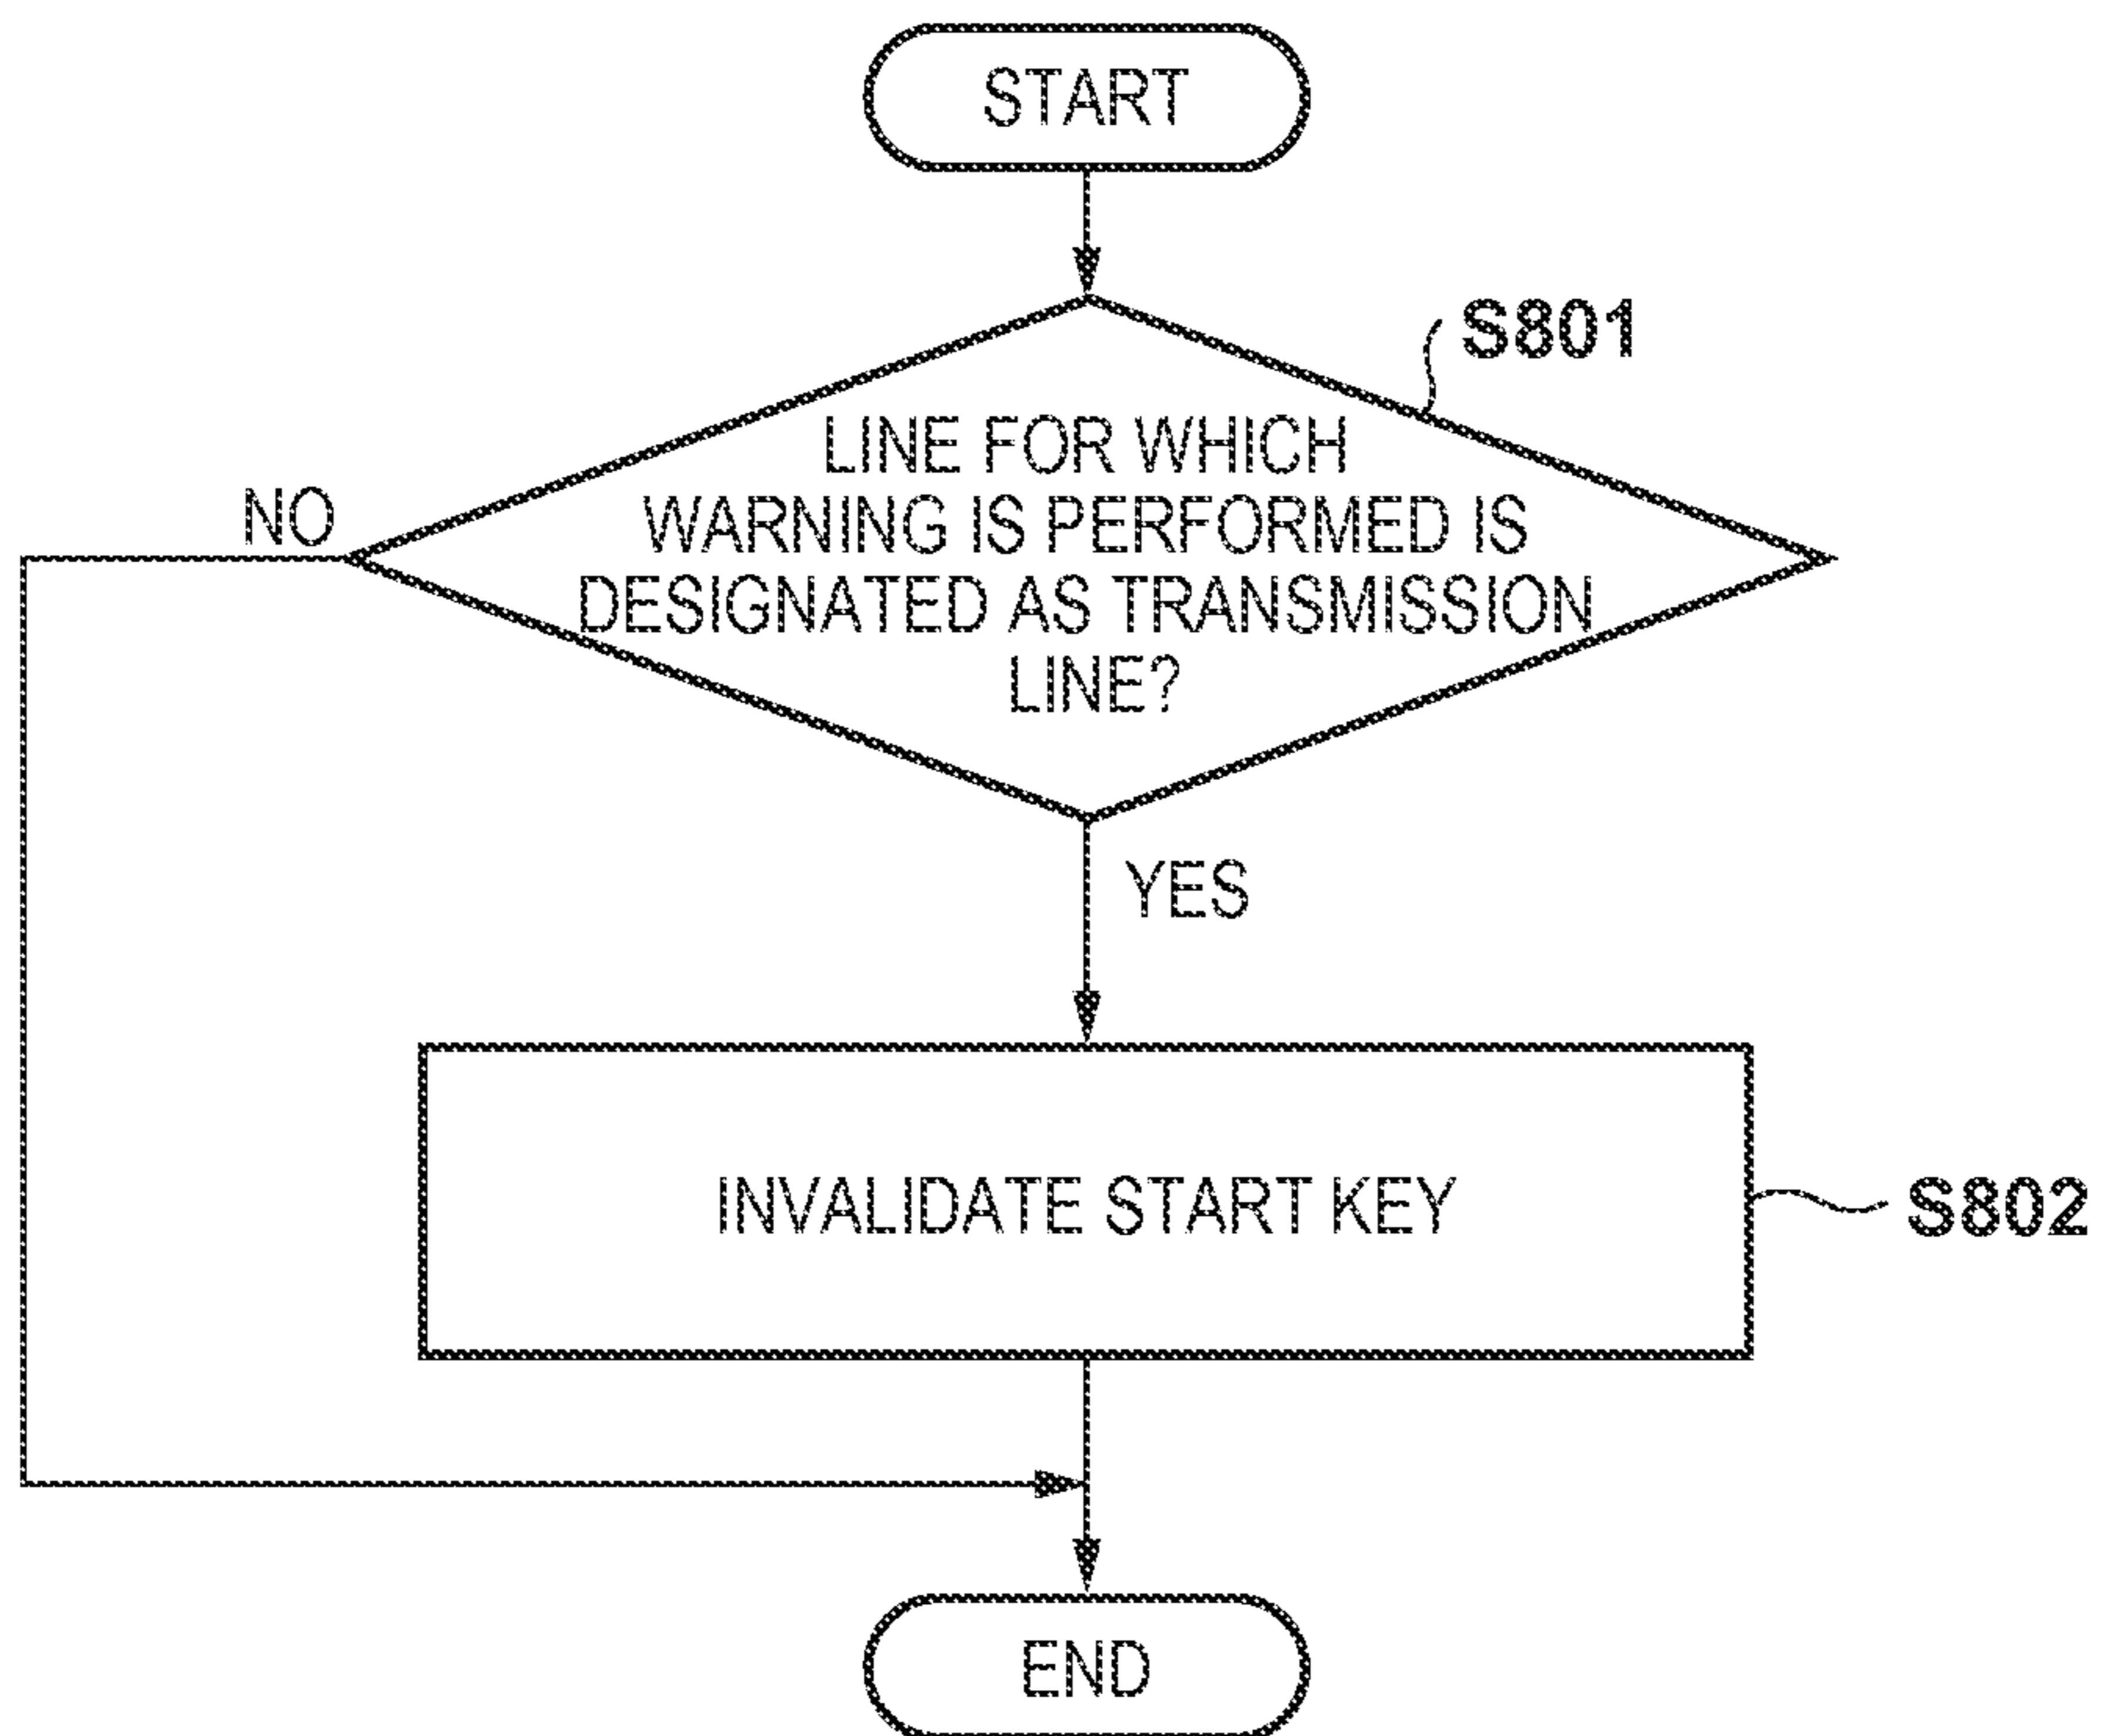 START
S801
LINE FOR WHICH
WARNING IS PERFORMED IS
DESIGNATED AS TRANSMISSION
LINE?
NO
YES
INVALIDATE START KEY
S802
END